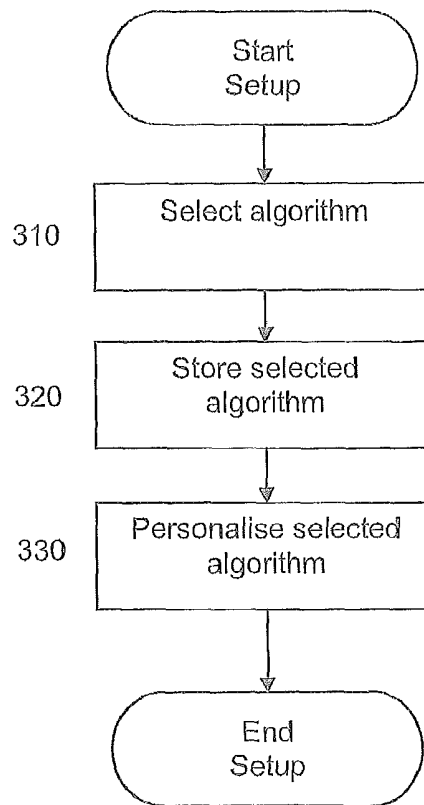 Start
Setup
310
Select algorithm
320
Store selected
algorithm
330
Personalise selected
algorithm
End
Setup